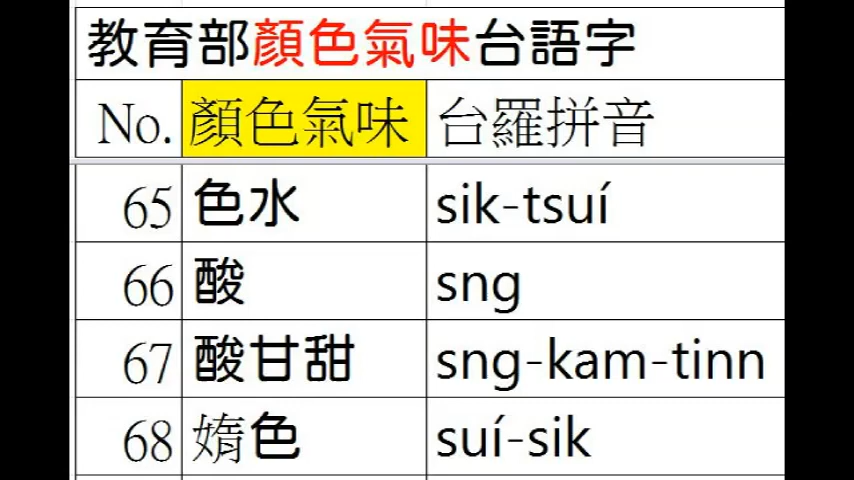 教育部顏色氣味台語字
No. 顏色氣味 台羅拼音
65 色水 sik-tsuí
66 酸 sng
67 酸甘甜 sng-kam-tinn
68 媠色 suí-sik